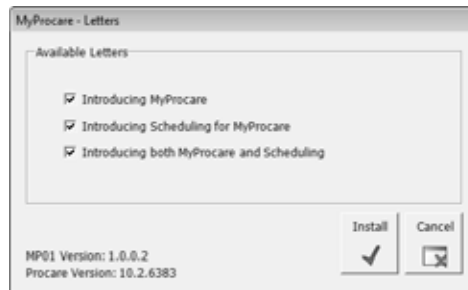 MyProcare - Letters
Available Letters
Introducing MyProcare
Introducing Scheduling for MyProcare
Introducing both MyProcare and Scheduling
Install
Cancel
MP01 Version: 1.0.0.2
Procare Version: 10.2.6383